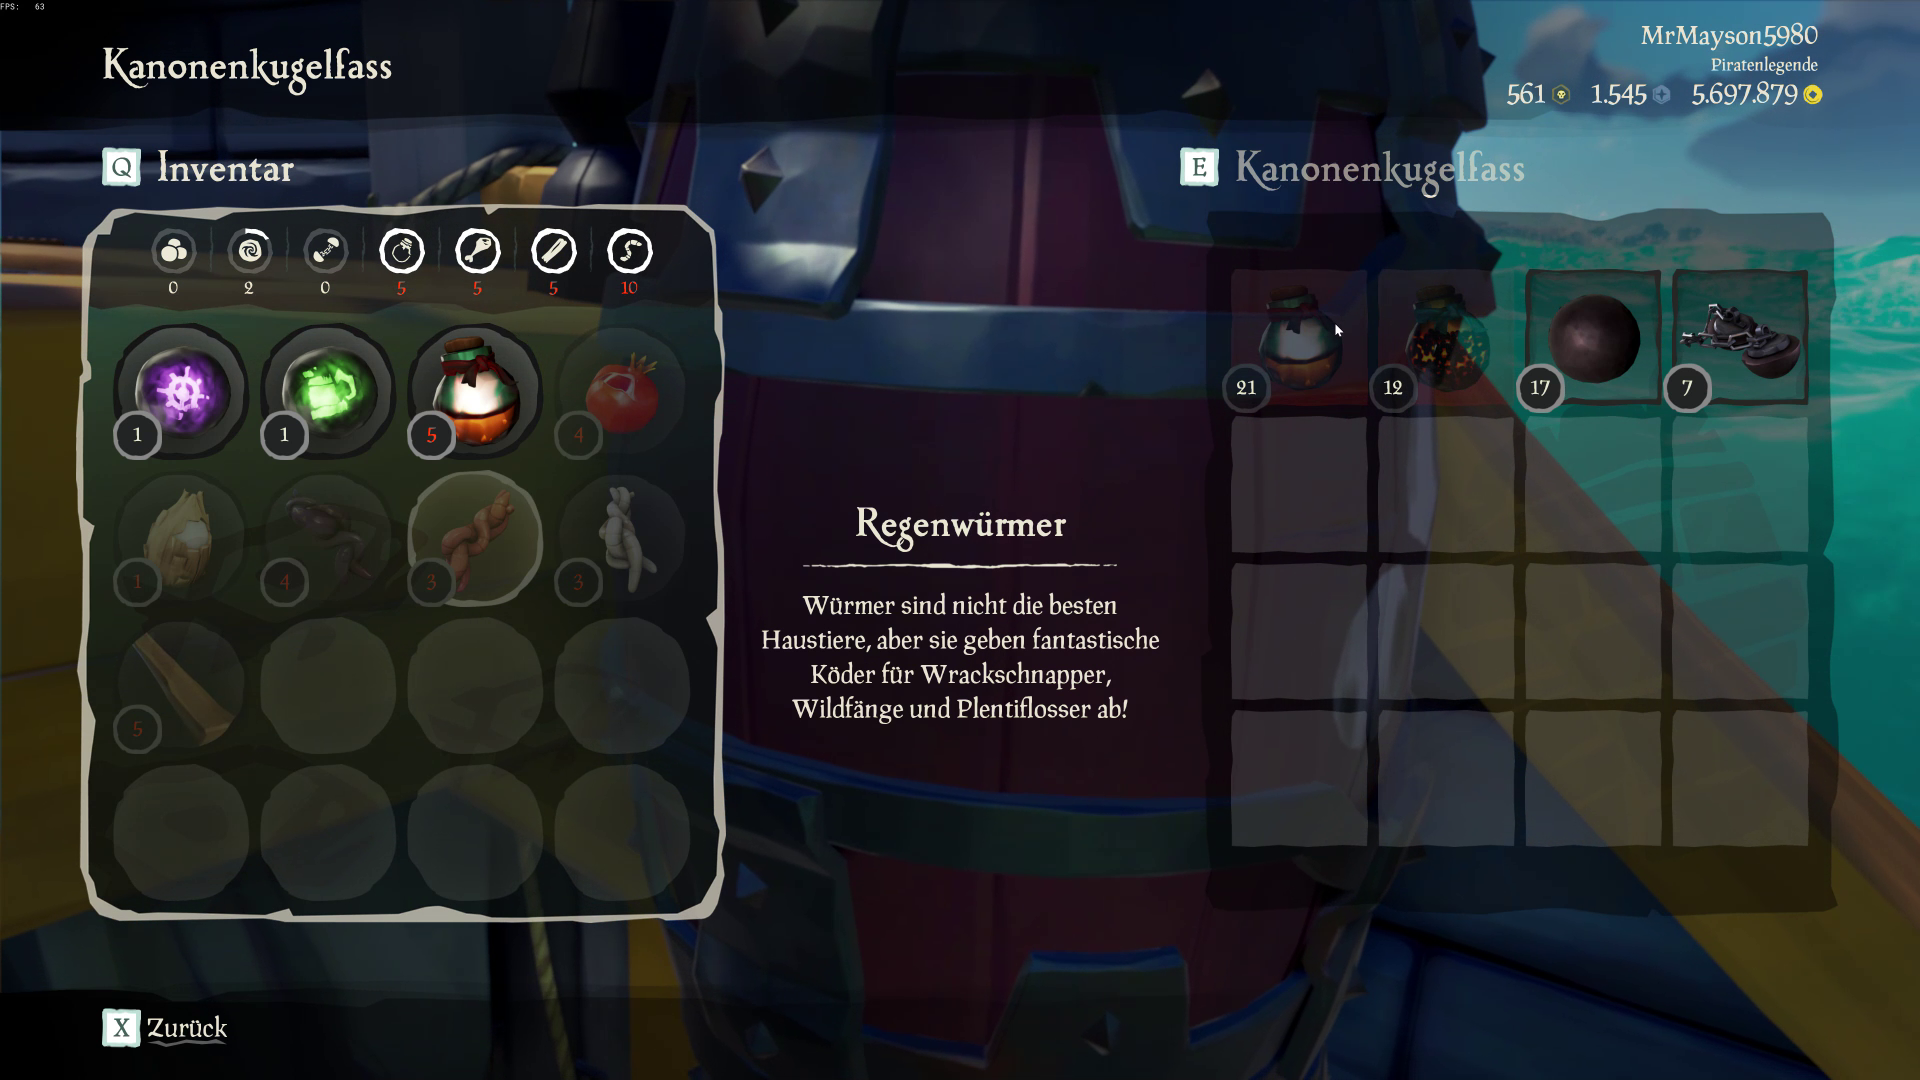 FPS: 63
Kanonenkugelfass
MrMayson5980
Piratenlegende
561 1.545 5.697.879
Q Inventar
E Kanonenkugelfass
0 2 0 5 5 5 10
1 1 5 4
21 12 17 7
1 4 3 3
5
Regenwürmer
Würmer sind nicht die besten
Haustiere, aber sie geben fantastische
Köder für Wrackschnapper,
Wildfänge und Plentiflosser ab!
X Zurück